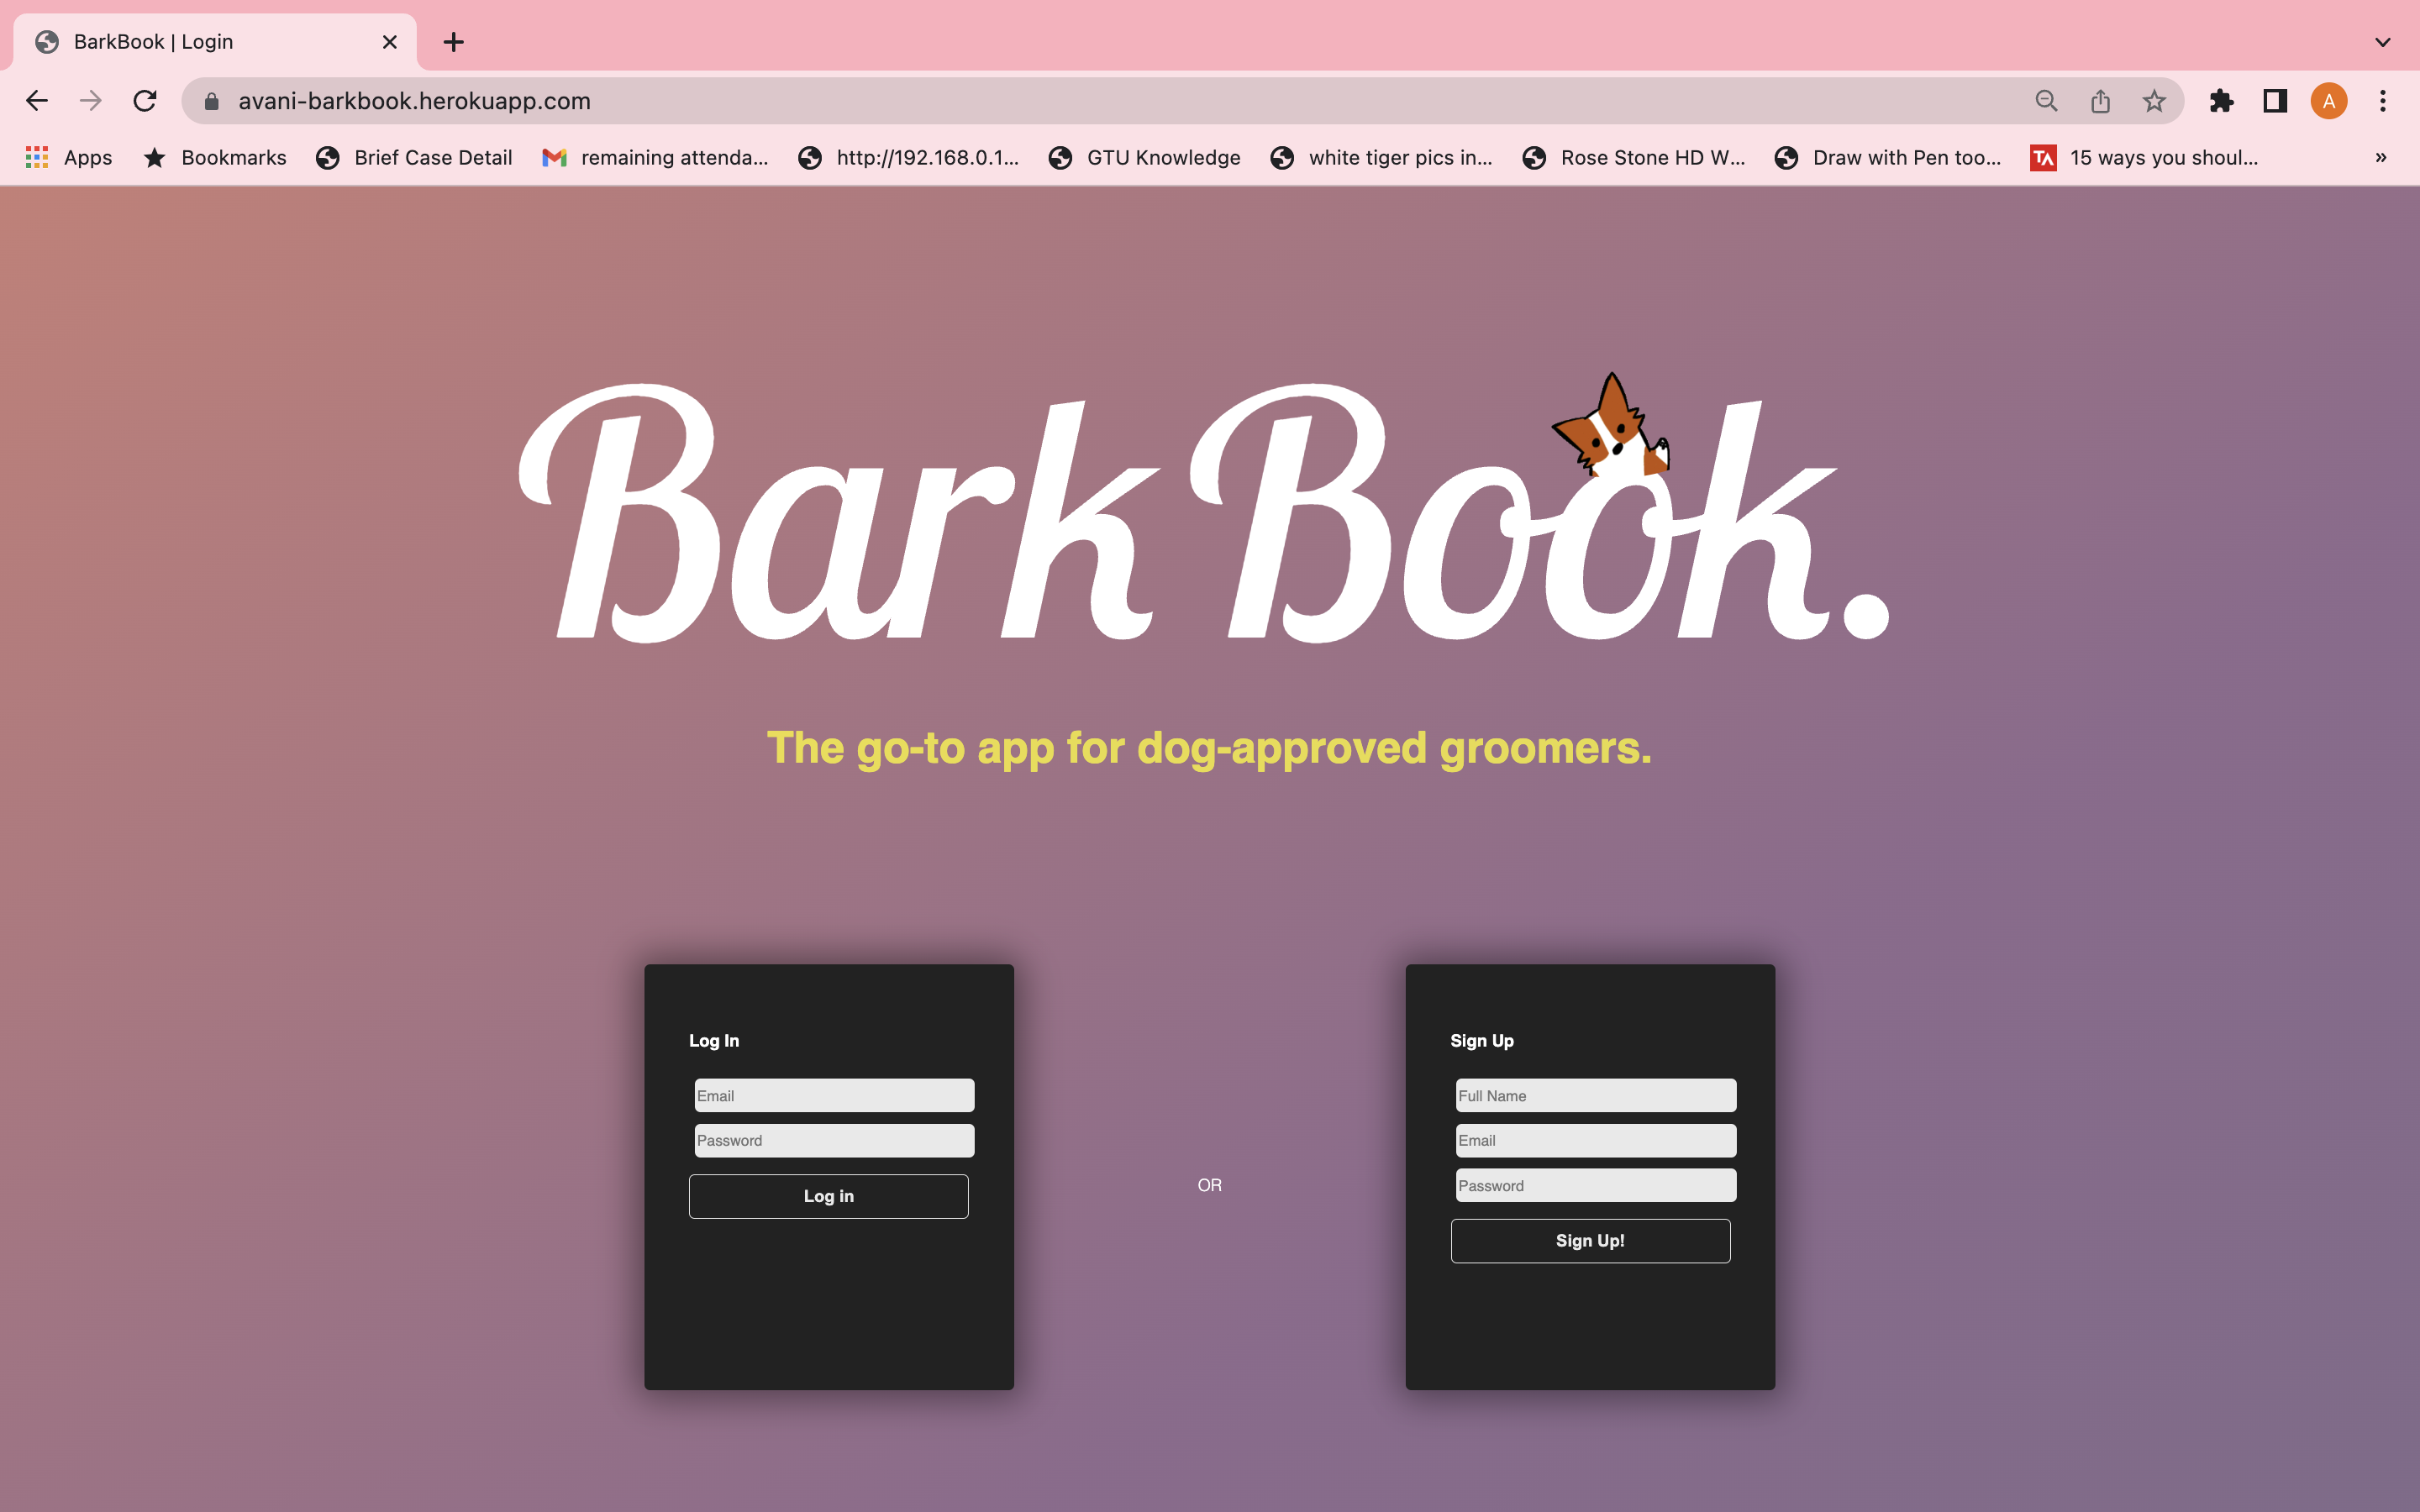 BarkBook | Login
avani-barkbook.herokuapp.com
A
Apps Bookmarks Brief Case Detail remaining attenda... http://192.168.0.1... GTU Knowledge white tiger pics in... Rose Stone HD W... Draw with Pen too... TA 15 ways you shoul... »
Bark Book.
The go-to app for dog-approved groomers.
Log In
Email
Password
Log in
OR
Sign Up
Full Name
Email
Password
Sign Up!